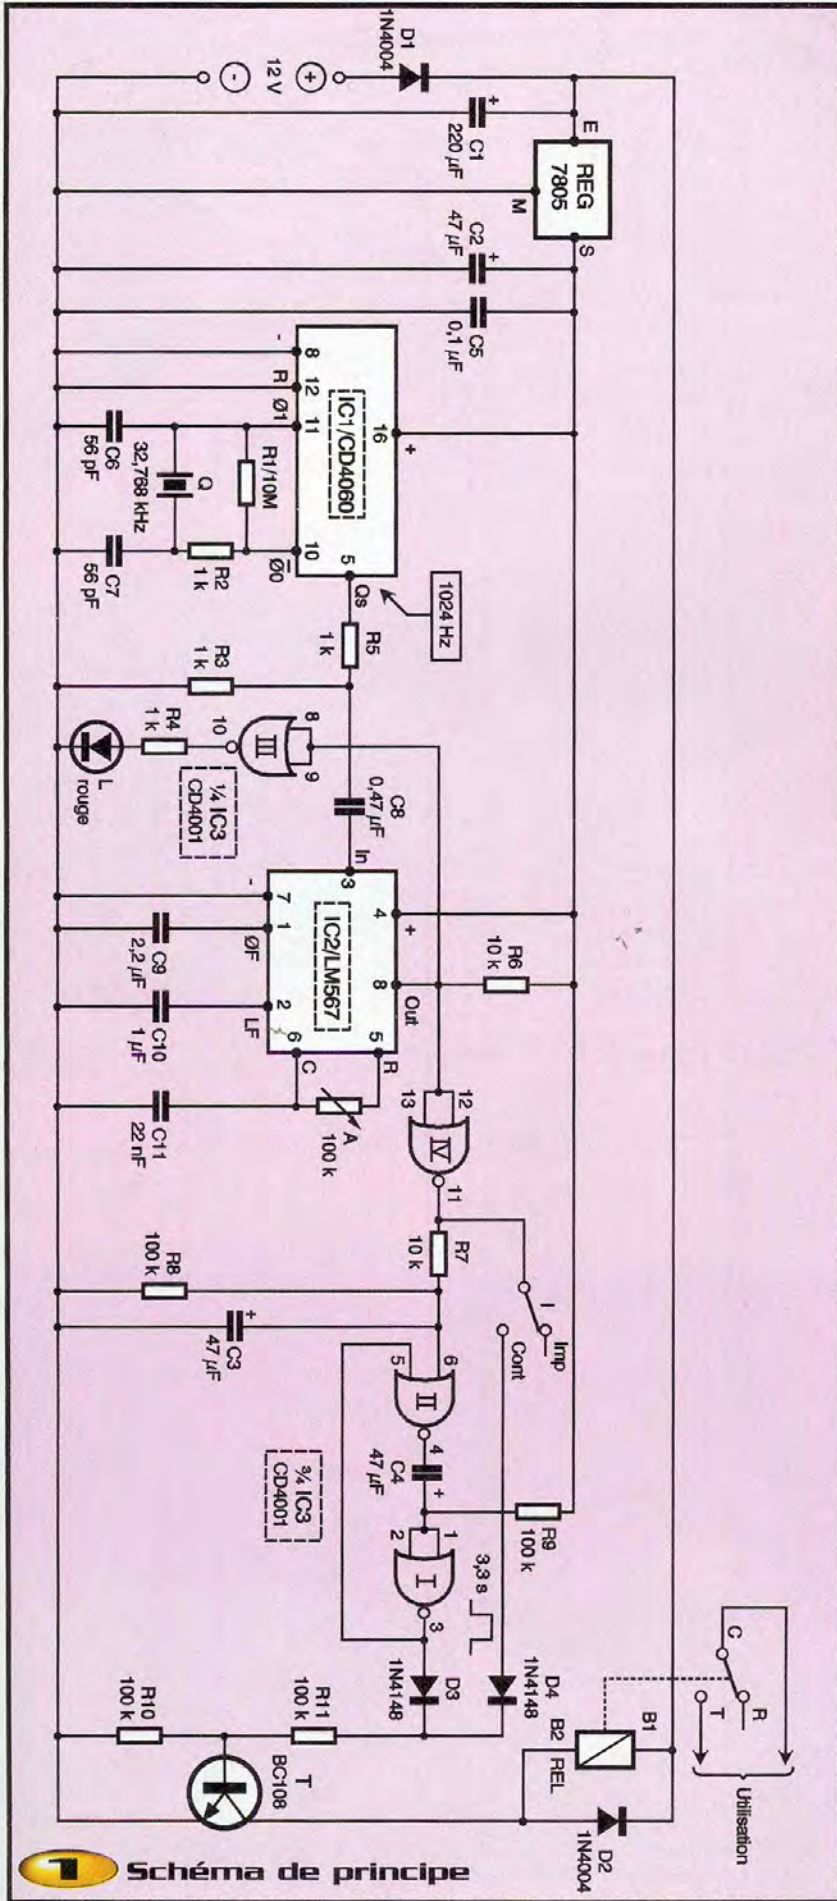 D1
1N4004
+
12 V
-
E
REG
7805
S
M
+
C1
220 µF
+
C2
47 µF
C5
0,1 µF
16
+
IC1/CD4060
8
-
12
R
11
Ø1
10
Ø0
5
Qs
1024 Hz
R1/10M
Q
32,768 kHz
C6
56 pF
C7
56 pF
R2
1 k
R5
1 k
R3
1 k
8
9
III
10
R4
1 k
L
rouge
¼ IC3
CD4001
C8
0,47 µF
In
3
4
+
8
Out
IC2/LM567
7
-
1
ØF
2
LF
6
C
5
R
C9
2,2 µF
C10
1 µF
C11
22 nF
A
100 k
R6
10 k
12
13
IV
11
R7
10 k
I
Imp
Cont
R8
100 k
+
C3
47 µF
6
5
II
4
C4
47 µF
+
R9
100 k
1
2
I
3
3,3 s
¾ IC3
CD4001
D3
1N4148
D4
1N4148
R11
100 k
R10
100 k
T
BC108
B1
B2
REL
D2
1N4004
C
R
T
Utilisation
1 Schéma de principe